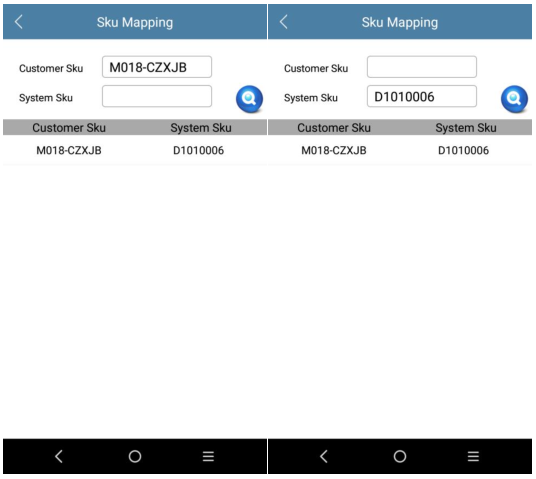 Sku Mapping
Customer Sku M018-CZXJB
System Sku
Customer Sku System Sku
M018-CZXJB D1010006
Sku Mapping
Customer Sku
System Sku D1010006
Customer Sku System Sku
M018-CZXJB D1010006